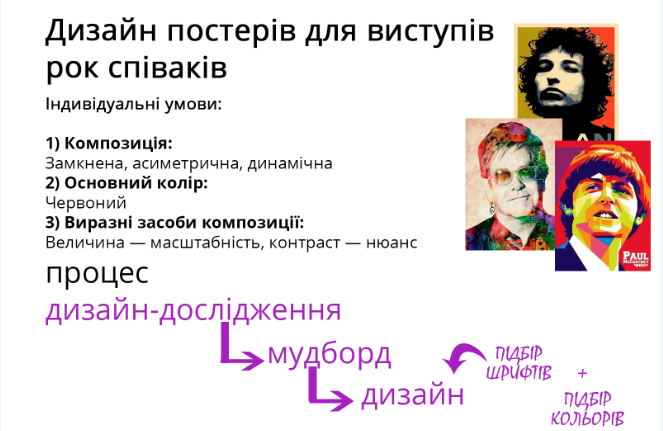 Дизайн постерів для виступів
рок співаків
Індивідуальні умови:
1) Композиція:
Замкнена, асиметрична, динамічна
2) Основний колір:
Червоний
3) Виразні засоби композиції:
Величина — масштабність, контраст — нюанс
процес
дизайн-дослідження
мудборд
дизайн
ПІДБІР
ШРИФТІВ
+
ПІДБІР
КОЛЬОРІВ
AN
PAUL
McCARTNEY